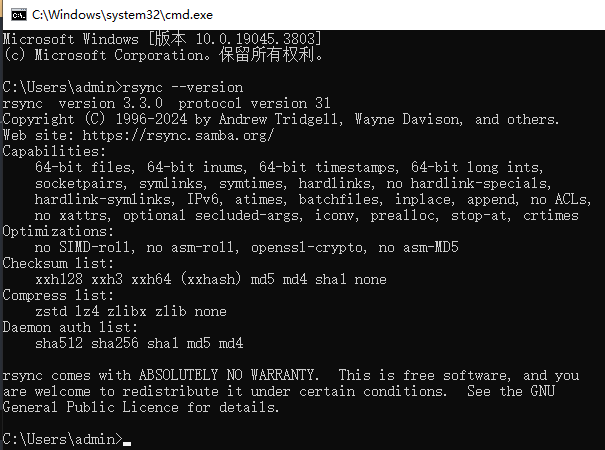 C:\Windows\system32\cmd.exe
Microsoft Windows [版本 10.0.19045.3803]
(c) Microsoft Corporation。保留所有权利。
C:\Users\admin>rsync --version
rsync  version 3.3.0  protocol version 31
Copyright (C) 1996-2024 by Andrew Tridgell, Wayne Davison, and others.
Web site: https://rsync.samba.org/
Capabilities:
    64-bit files, 64-bit inums, 64-bit timestamps, 64-bit long ints,
    socketpairs, symlinks, symtimes, hardlinks, no hardlink-specials,
    hardlink-symlinks, IPv6, atimes, batchfiles, inplace, append, no ACLs,
    no xattrs, optional secluded-args, iconv, prealloc, stop-at, crtimes
Optimizations:
    no SIMD-roll, no asm-roll, openssl-crypto, no asm-MD5
Checksum list:
    xxh128 xxh3 xxh64 (xxhash) md5 md4 sha1 none
Compress list:
    zstd lz4 zlibx zlib none
Daemon auth list:
    sha512 sha256 sha1 md5 md4
rsync comes with ABSOLUTELY NO WARRANTY.  This is free software, and you
are welcome to redistribute it under certain conditions.  See the GNU
General Public Licence for details.
C:\Users\admin>